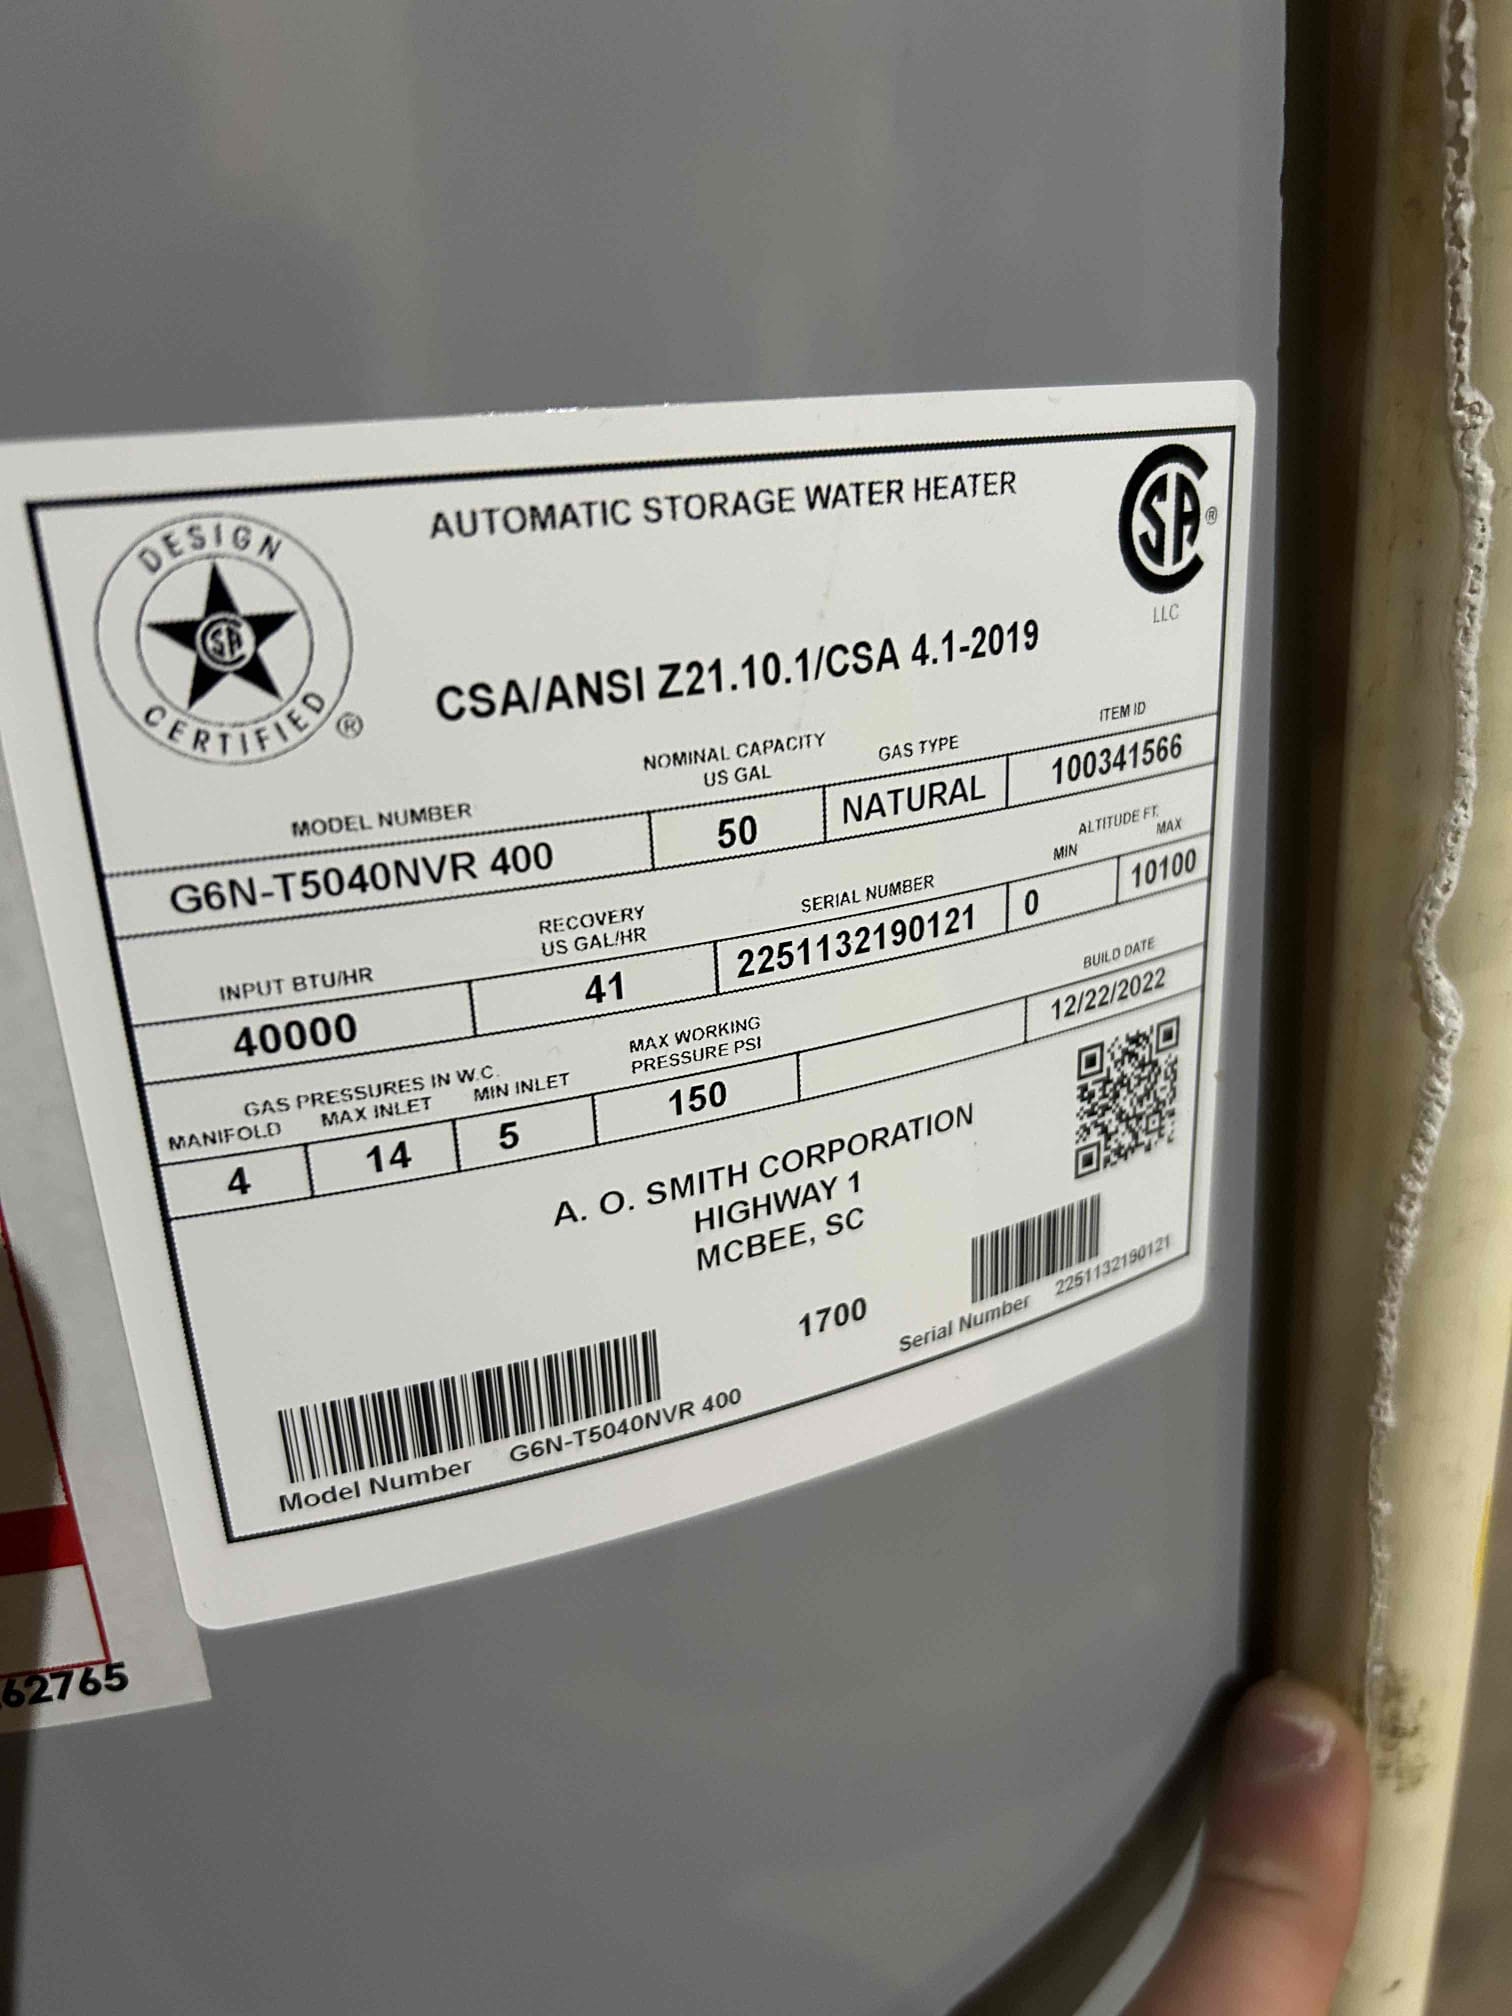 DESIGN
CSA
CERTIFIED ®
AUTOMATIC STORAGE WATER HEATER
CSA ®
LLC
CSA/ANSI Z21.10.1/CSA 4.1-2019
MODEL NUMBER
NOMINAL CAPACITY
US GAL
GAS TYPE
ITEM ID
G6N-T5040NVR 400
50
NATURAL
100341566
INPUT BTU/HR
RECOVERY
US GAL/HR
SERIAL NUMBER
ALTITUDE FT.
MIN
MAX
40000
41
2251132190121
0
10100
GAS PRESSURES IN W.C.
MANIFOLD
MAX INLET
MIN INLET
MAX WORKING
PRESSURE PSI
BUILD DATE
4
14
5
150
12/22/2022
A. O. SMITH CORPORATION
HIGHWAY 1
MCBEE, SC
1700
Model Number G6N-T5040NVR 400
Serial Number 2251132190121
62765